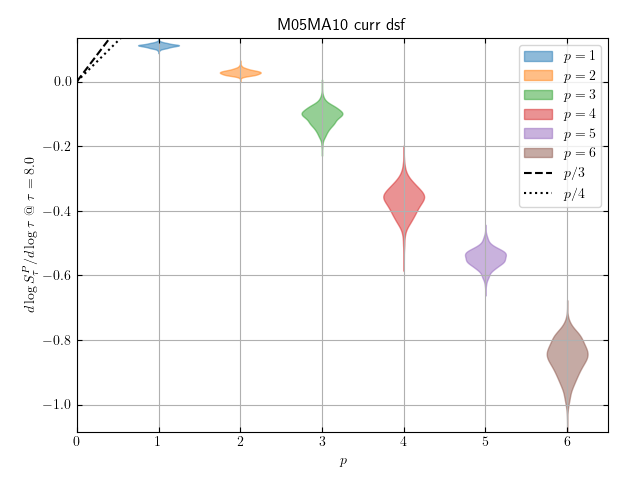 M05MA10 curr dsf
d log S_τ^P / d log τ @ τ = 8.0
0.0
−0.2
−0.4
−0.6
−0.8
−1.0
0 1 2 3 4 5 6
p
p = 1
p = 2
p = 3
p = 4
p = 5
p = 6
p/3
p/4